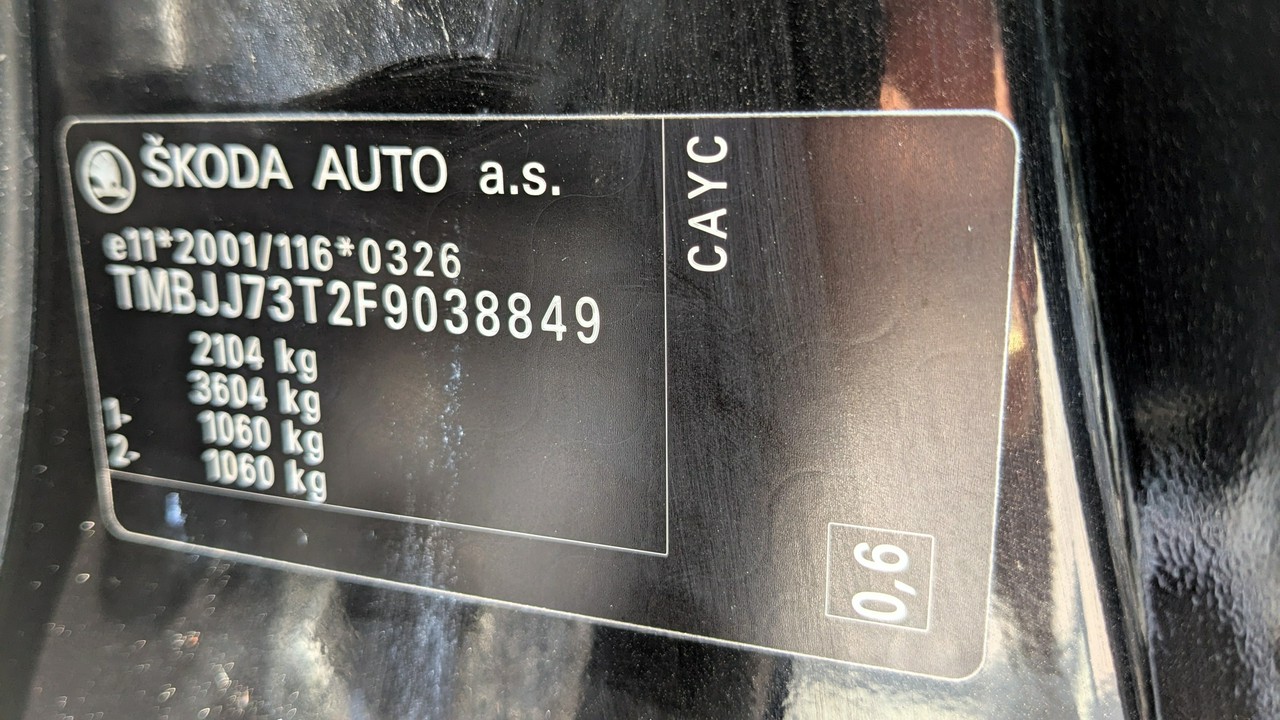 ŠKODA AUTO a.s.
e11*2001/116*0326
TMBJJ73T2F9038849
2104 kg
3604 kg
1- 1060 kg
2- 1060 kg
CAYC
0,6